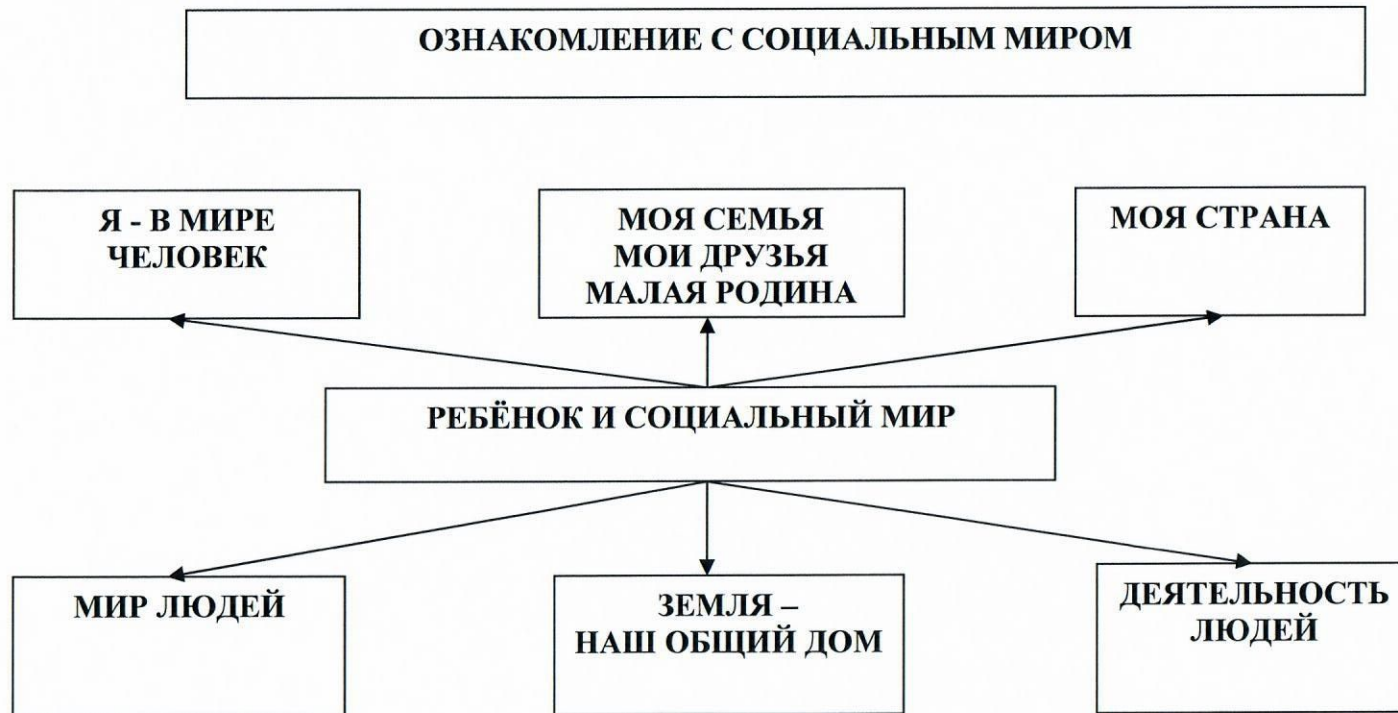 ОЗНАКОМЛЕНИЕ С СОЦИАЛЬНЫМ МИРОМ
Я - В МИРЕ
ЧЕЛОВЕК
МОЯ СЕМЬЯ
МОИ ДРУЗЬЯ
МАЛАЯ РОДИНА
МОЯ СТРАНА
РЕБЁНОК И СОЦИАЛЬНЫЙ МИР
МИР ЛЮДЕЙ
ЗЕМЛЯ –
НАШ ОБЩИЙ ДОМ
ДЕЯТЕЛЬНОСТЬ
ЛЮДЕЙ